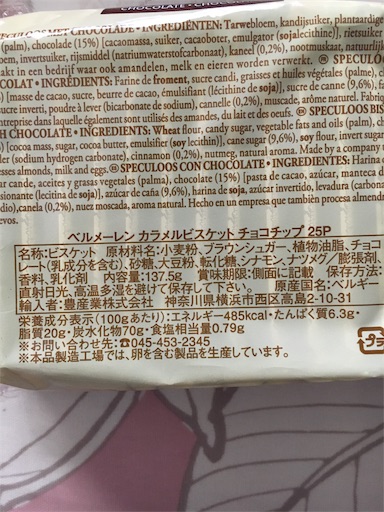 CHOCOLATE • CHOC
CHOCOLADE • INGREDIËNTEN: Tarwebloem, kandijsuiker, plantaardige
(palm), chocolade (15%) [cacaomassa, suiker, cacaoboter, emulgator (sojalecithine)], rietsuiker
bloem, invertsuiker, rijsmiddel (natriumwaterstofcarbonaat), kaneel (0,2%), nootmuskaat, natuurlijk
akt in een bedrijf waar ook amandelen, melk en eieren worden verwerkt. SPECULOO
COLAT • INGRÉDIENTS: Farine de froment, sucre candi, graisses et huiles végétales (palme),
) [masse de cacao, sucre, beurre de cacao, émulsifiant (lécithine de soja)], sucre de canne (9,6%), fa
ucre inverti, poudre à lever (bicarbonate de sodium), cannelle (0,2%), muscade, arôme naturel. Fabri
ntreprise dans laquelle également sont utilisés des amandes, du lait et des oeufs. SPECULOOS BIS
H CHOCOLATE • INGREDIENTS: Wheat flour, candy sugar, vegetable fats and oils (palm), ch
) [cocoa mass, sugar, cocoa butter, emulsifier (soy lecithin)], cane sugar (9,6%), soy flour, invert sugar
der (sodium hydrogen carbonate), cinnamon (0,2%), nutmeg, natural aroma. Made by a company t
esses almonds, milk and eggs. SPECULOOS CON CHOCOLATE • INGREDIENTES: Harina
ar cande, aceites y grasas vegetales (palma), chocolate (15%) [pasta de cacao, azúcar, manteca d
sionante (lecitina de soja)], azúcar de caña (9,6%), harina de soja, azúcar invertido, levadura (carbona
dio), canela (0,2%), nuez moscada, aroma natural. Hecho en una empresa que también procesa
evos.
ベルメーレン カラメルビスケット チョコチップ 25P
名称:ビスケット 原材料名:小麦粉、ブラウンシュガー、植物油脂、チョコ
レート(乳成分を含む)、砂糖、大豆粉、転化糖、シナモン、ナツメグ/膨張剤、
香料、乳化剤 内容量:187.5g 賞味期限:側面に記載 保存方法:
直射日光、高温多湿を避けて保存して下さい。 原産国名:ベルギー
輸入者:豊産業株式会社 神奈川県横浜市西区高島2-10-31
栄養成分表示(100gあたり):エネルギー485kcal・たんぱく質6.3g・
脂質20g・炭水化物70g・食塩相当量0.79g
※お問い合わせ先:☎045-453-2345
※本品製造工場では、卵を含む製品を生産しています。
プラ